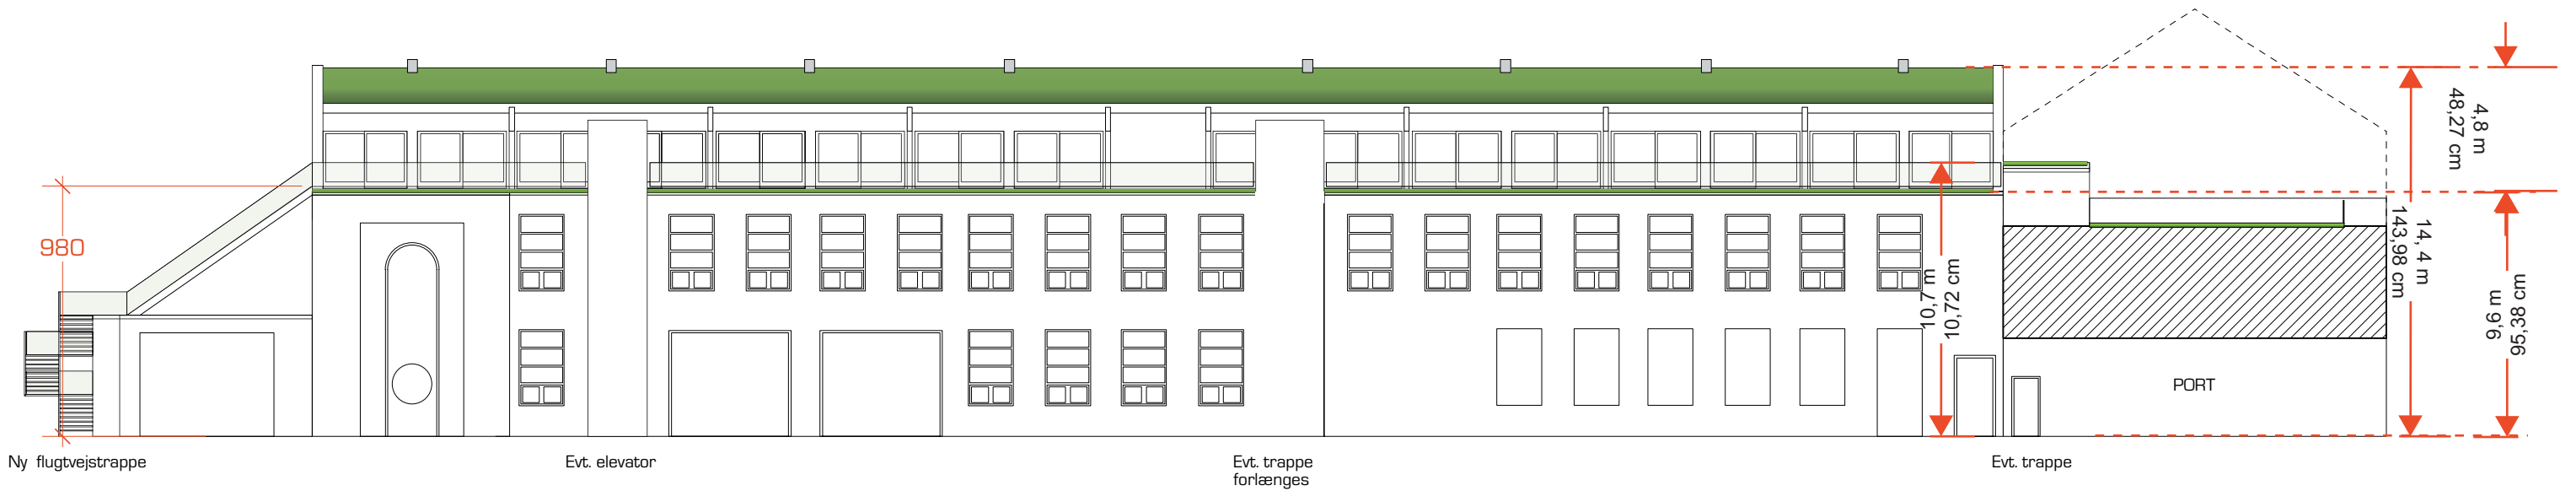 4,8 m
48,27 cm
980
14, 4 m
143,98 cm
10,7 m
10,72 cm
9,6 m
95,38 cm
PORT
Ny flugtvejstrappe
Evt. elevator
Evt. trappe
forlænges
Evt. trappe